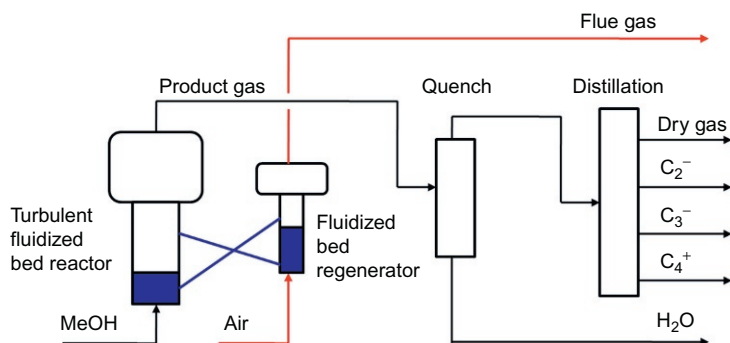 Flue gas
Product gas
Quench
Distillation
Dry gas
C₂⁻
C₃⁻
C₄⁺
Turbulent
fluidized
bed reactor
Fluidized
bed
regenerator
MeOH
Air
H₂O